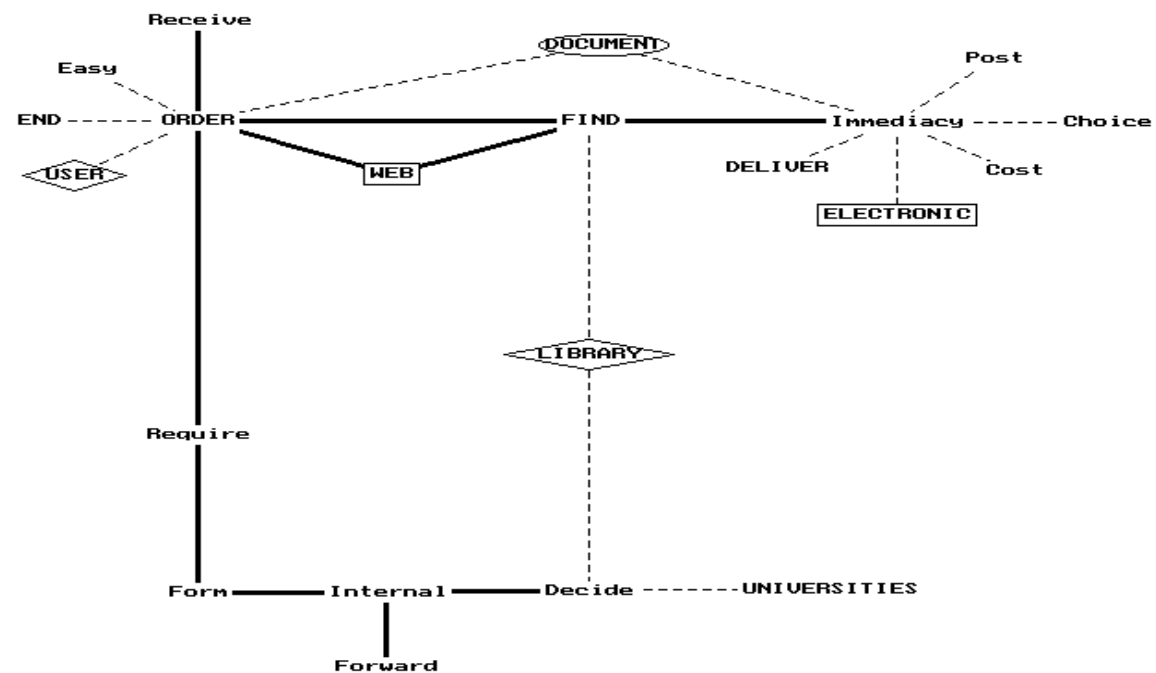 Receive
DOCUMENT
Easy
Post
END
ORDER
FIND
Immediacy
Choice
USER
WEB
DELIVER
Cost
ELECTRONIC
LIBRARY
Require
Form
Internal
Decide
UNIVERSITIES
Forward